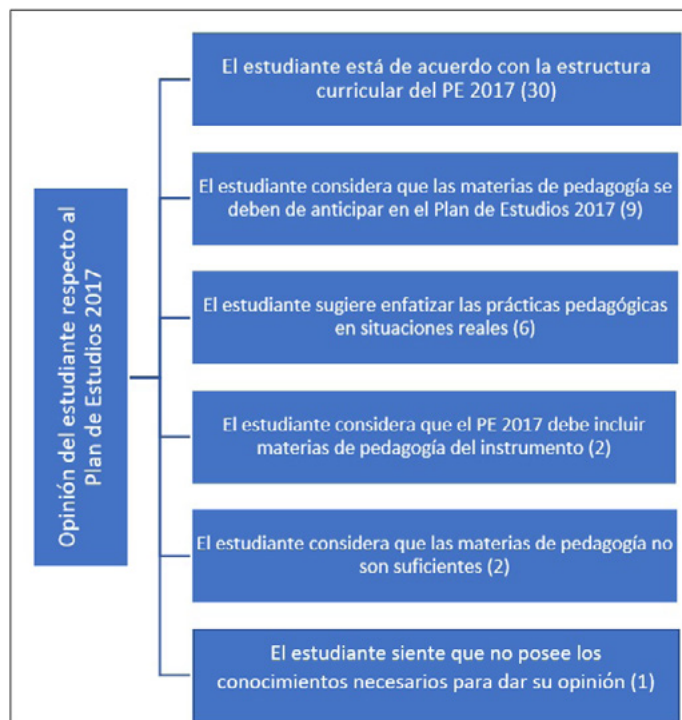 Opinión del estudiante respecto al
Plan de Estudios 2017
El estudiante está de acuerdo con la estructura
curricular del PE 2017 (30)
El estudiante considera que las materias de pedagogía se
deben de anticipar en el Plan de Estudios 2017 (9)
El estudiante sugiere enfatizar las prácticas pedagógicas
en situaciones reales (6)
El estudiante considera que el PE 2017 debe incluir
materias de pedagogía del instrumento (2)
El estudiante considera que las materias de pedagogía no
son suficientes (2)
El estudiante siente que no posee los
conocimientos necesarios para dar su opinión (1)